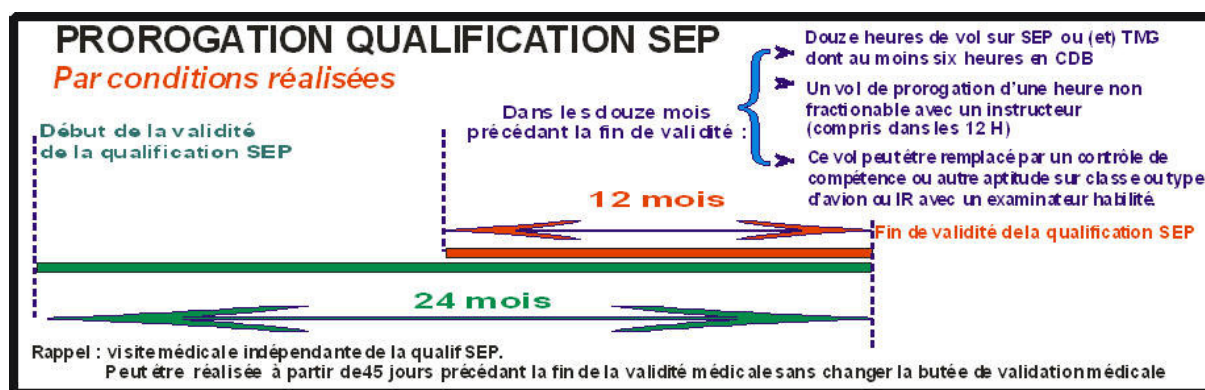 PROROGATION QUALIFICATION SEP
Par conditions réalisées
Début de la validité
de la qualification SEP
Dans les douze mois
précédant la fin de validité :
Douze heures de vol sur SEP ou (et) TMG
dont au moins six heures en CDB
Un vol de prorogation d'une heure non
fractionable avec un instructeur
(compris dans les 12 H)
Ce vol peut être remplacé par un contrôle de
compétence ou autre aptitude sur classe ou type
d'avion ou IR avec un examinateur habilité.
12 mois
Fin de validité de la qualification SEP
24 mois
Rappel : visite médicale indépendante de la qualif SEP.
Peut être réalisée à partir de 45 jours précédant la fin de la validité médicale sans changer la butée de validation médicale